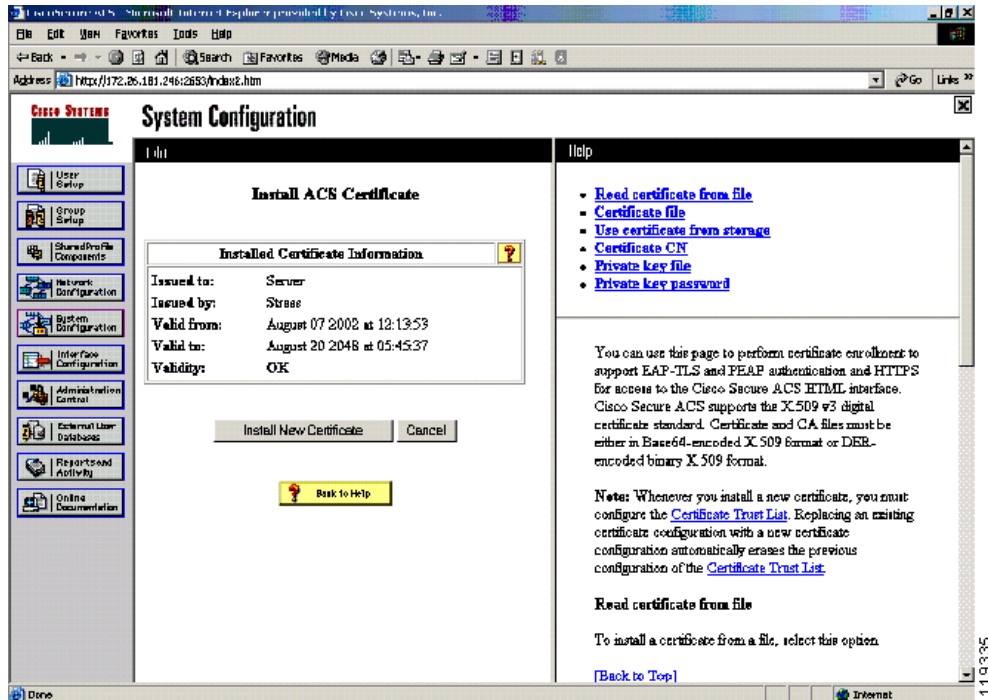 CiscoSecure ACS - Microsoft Internet Explorer provided by Cisco Systems, Inc.
File Edit View Favorites Tools Help
Back Search Favorites Media
Address http://172.26.181.246:2653/index2.htm Go Links »
CISCO SYSTEMS
System Configuration
Edit
Help
User Setup
Group Setup
Shared Profile Components
Network Configuration
System Configuration
Interface Configuration
Administration Control
External User Databases
Reports and Activity
Online Documentation
Install ACS Certificate
Installed Certificate Information
Issued to: Server
Issued by: Stress
Valid from: August 07 2002 at 12:13:53
Valid to: August 20 2048 at 05:45:37
Validity: OK
Install New Certificate Cancel
Back to Help
Read certificate from file
Certificate file
Use certificate from storage
Certificate CN
Private key file
Private key password
You can use this page to perform certificate enrollment to
support EAP-TLS and PEAP authentication and HTTPS
for access to the Cisco Secure ACS HTML interface.
Cisco Secure ACS supports the X.509 v3 digital
certificate standard. Certificate and CA files must be
either in Base64-encoded X.509 format or DER-
encoded binary X.509 format.
Note: Whenever you install a new certificate, you must
configure the Certificate Trust List. Replacing an existing
certificate configuration with a new certificate
configuration automatically erases the previous
configuration of the Certificate Trust List.
Read certificate from file
To install a certificate from a file, select this option
[Back to Top]
Done Internet
119335